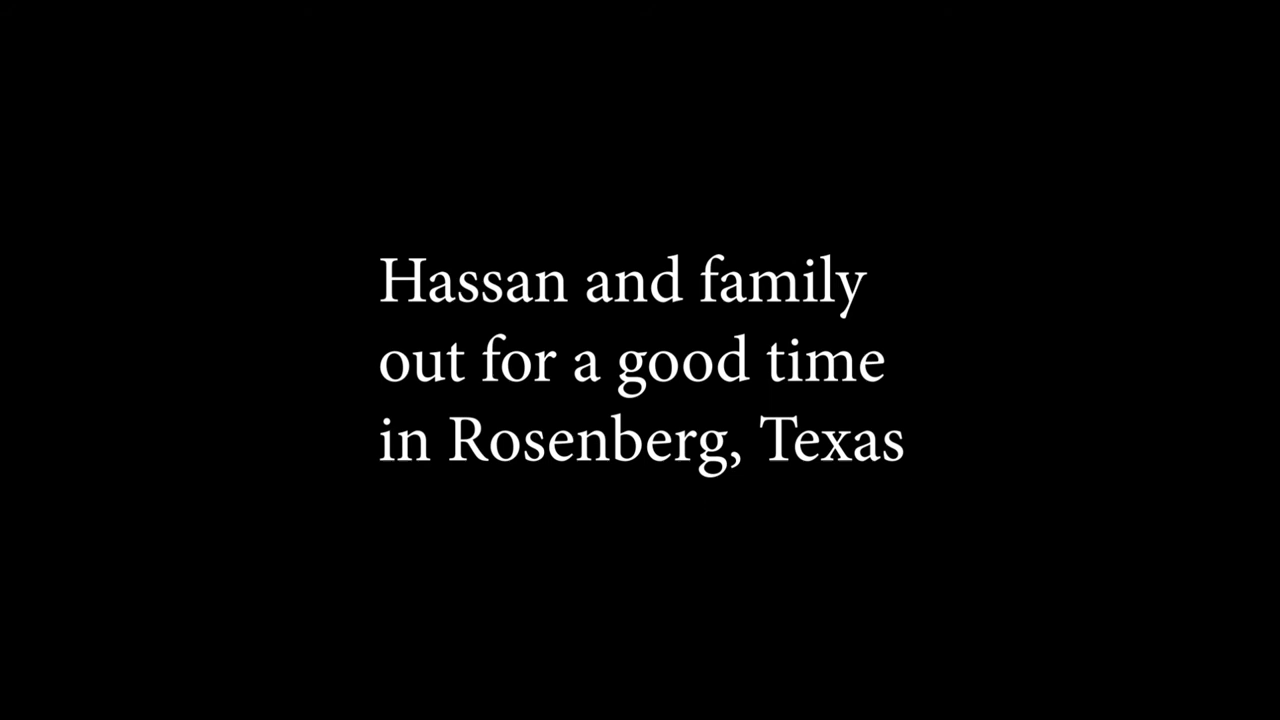 Hassan and family
out for a good time
in Rosenberg, Texas